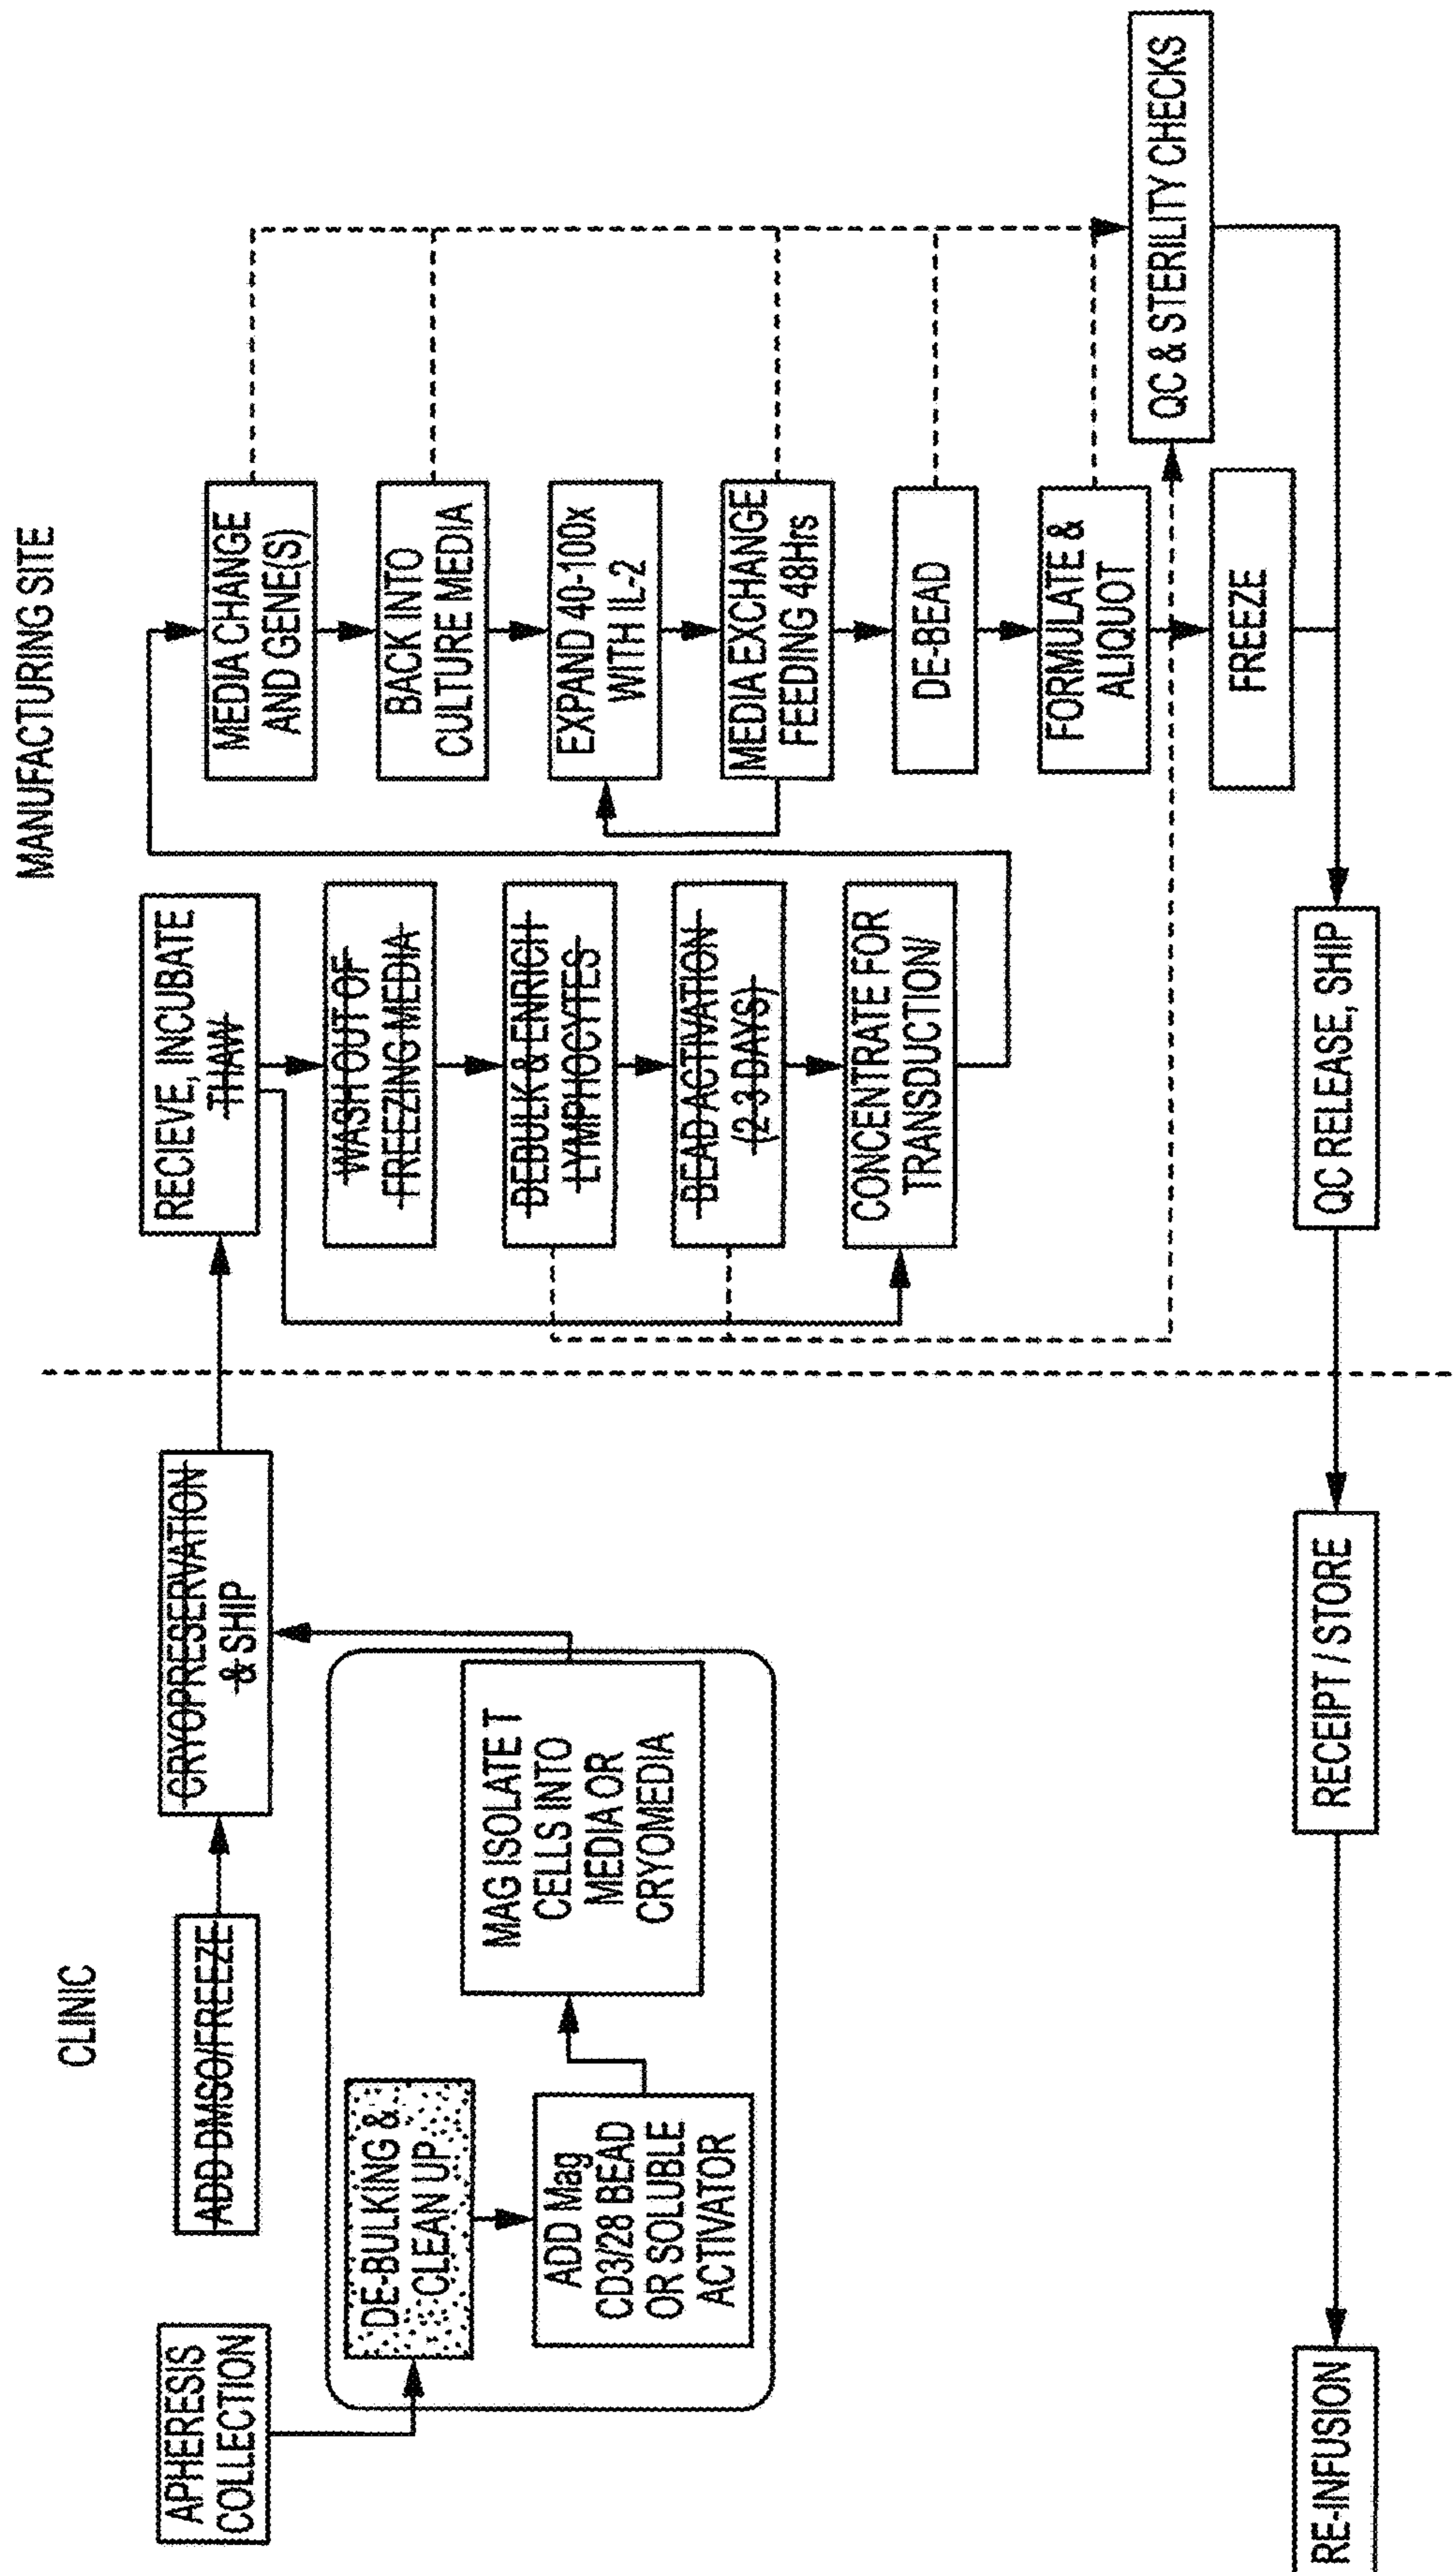 CLINIC
MANUFACTURING SITE
APHERESIS
COLLECTION
ADD DMSO/FREEZE
CRYOPRESERVATION
& SHIP
DE-BULKING &
CLEAN UP
ADD Mag
CD3/28 BEAD
OR SOLUBLE
ACTIVATOR
MAG ISOLATE T
CELLS INTO
MEDIA OR
CRYOMEDIA
RECIEVE, INCUBATE
THAW
WASH OUT OF
FREEZING MEDIA
DEBULK & ENRICH
LYMPHOCYTES
BEAD ACTIVATION
(2-3 DAYS)
CONCENTRATE FOR
TRANSDUCTION/
MEDIA CHANGE
AND GENE(S)
BACK INTO
CULTURE MEDIA
EXPAND 40-100x
WITH IL-2
MEDIA EXCHANGE
FEEDING 48Hrs
DE-BEAD
FORMULATE &
ALIQUOT
FREEZE
QC & STERILITY CHECKS
QC RELEASE, SHIP
RECEIPT / STORE
RE-INFUSION